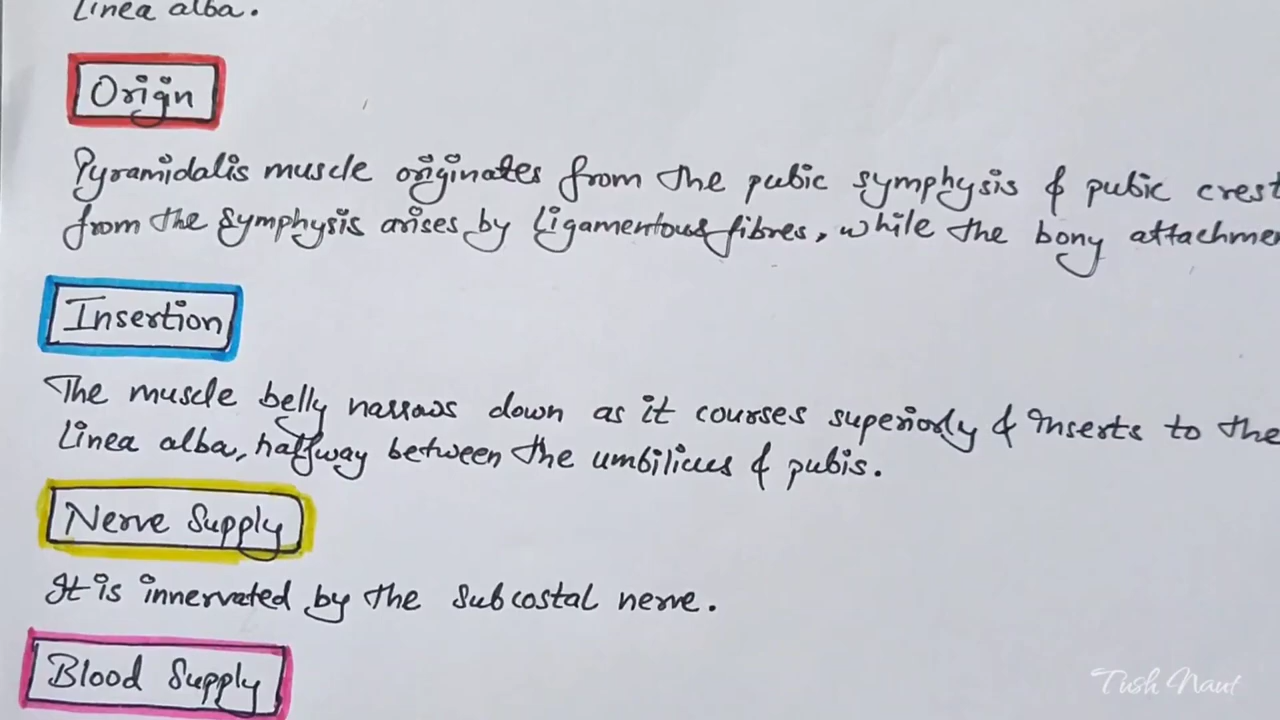 Linea alba.
Origin
Pyramidalis muscle originates from the pubic symphysis & pubic crest
from the symphysis arises by ligamentous fibres, while the bony attachmen
Insertion
The muscle belly narrows down as it courses superiorly & inserts to the
linea alba, halfway between the umbilicus & pubis.
Nerve Supply
It is innervated by the subcostal nerve.
Blood Supply
Tush Naut